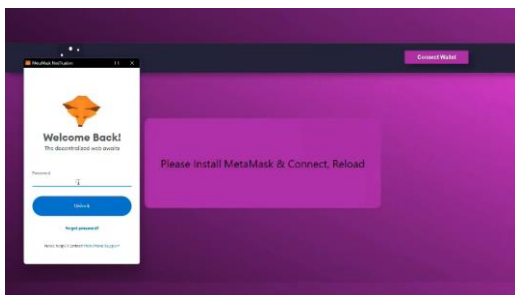 MetaMask Notification
Connect Wallet
Welcome Back!
The decentralized web awaits
Password
Please Install MetaMask & Connect, Reload
Unlock
Forgot password?
Need help? Contact MetaMask Support